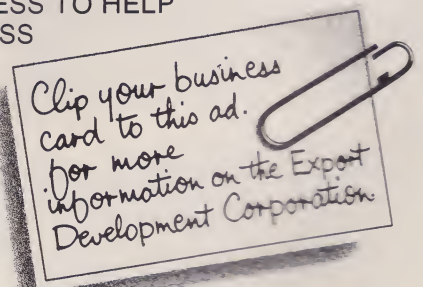 ESS TO HELP
SS
Clip your business
card to this ad.
for more
information on the Export
Development Corporation.